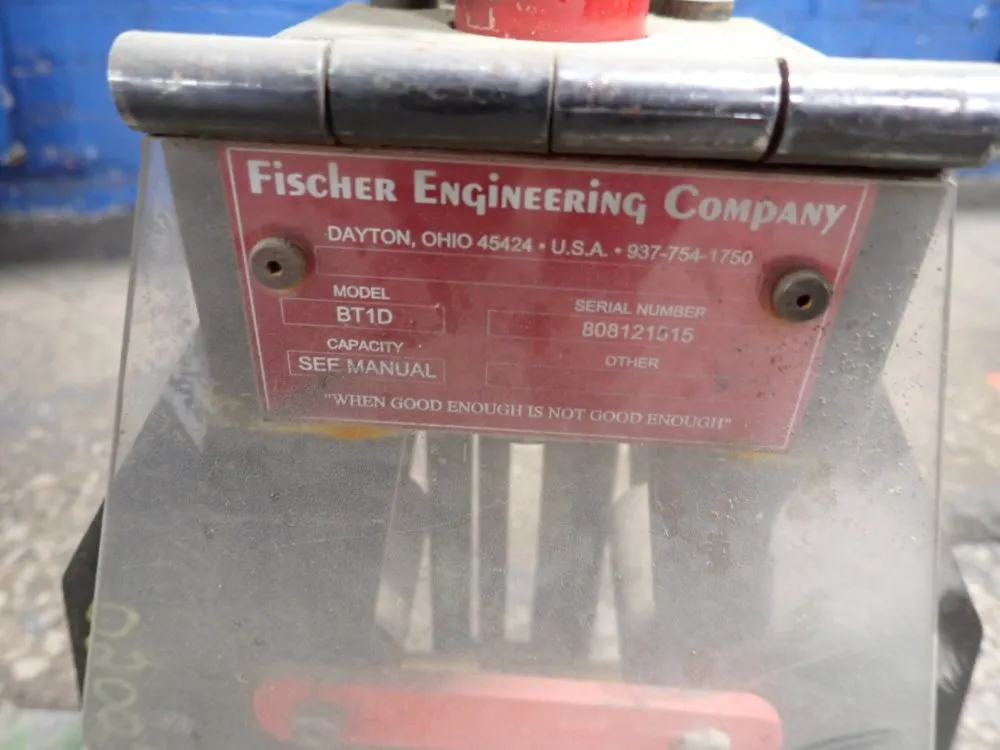 Fischer Engineering Company
DAYTON, OHIO 45424 • U.S.A. • 937-754-1750
MODEL
BT1D
SERIAL NUMBER
808121515
CAPACITY
SEE MANUAL
OTHER
"WHEN GOOD ENOUGH IS NOT GOOD ENOUGH"